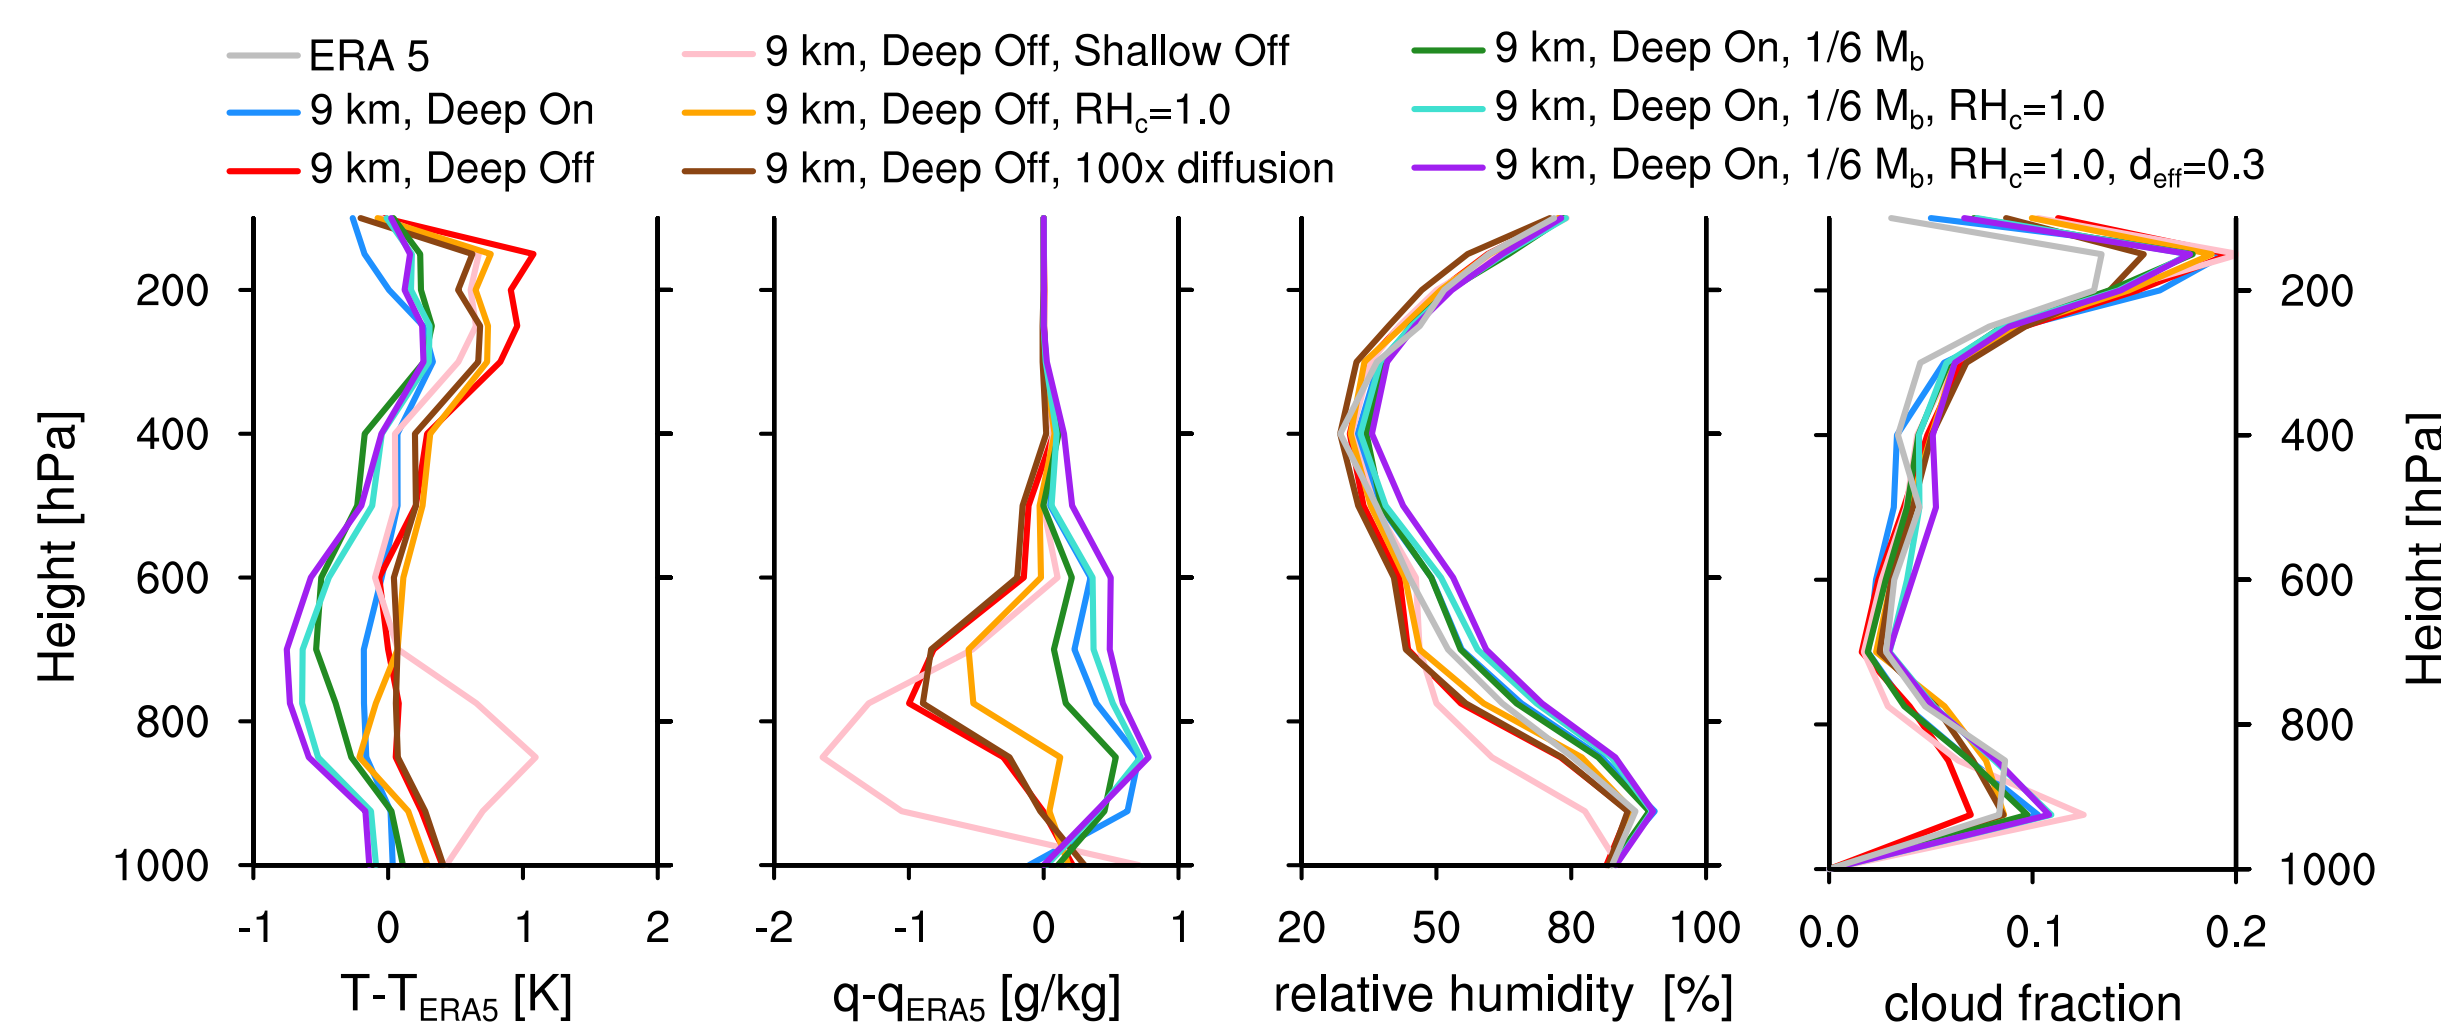 ERA 5
9 km, Deep On
9 km, Deep Off
9 km, Deep Off, Shallow Off
9 km, Deep Off, RHc=1.0
9 km, Deep Off, 100x diffusion
9 km, Deep On, 1/6 Mb
9 km, Deep On, 1/6 Mb, RHc=1.0
9 km, Deep On, 1/6 Mb, RHc=1.0, deff=0.3
Height [hPa]
200
400
600
800
1000
-1 0 1 2
T-TERA5 [K]
-2 -1 0 1
q-qERA5 [g/kg]
20 50 80 100
relative humidity [%]
0.0 0.1 0.2
cloud fraction
200
400
600
800
1000
Height [hPa]